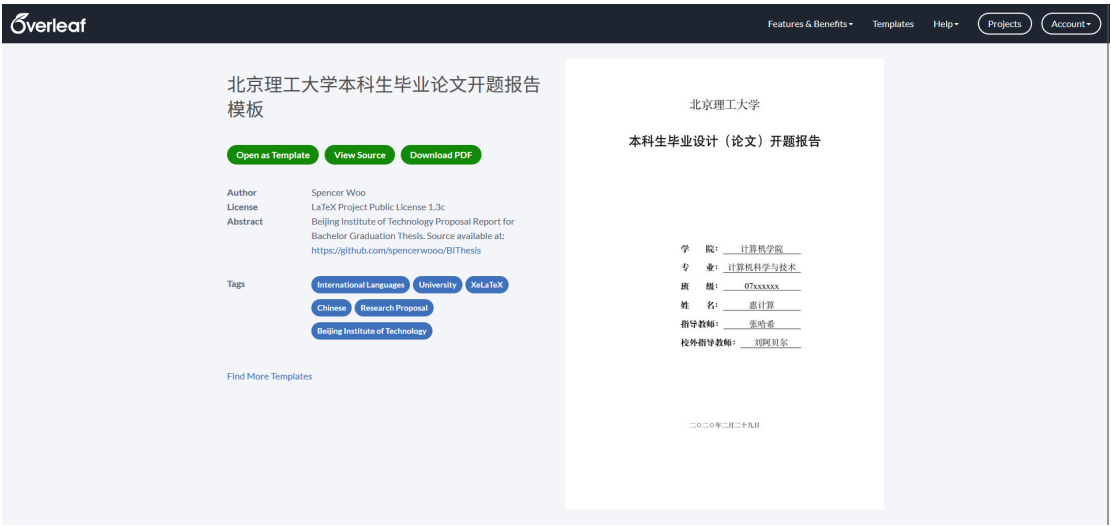 Overleaf
Features & Benefits Templates Help Projects Account
北京理工大学本科生毕业论文开题报告
模板
Open as Template View Source Download PDF
Author Spencer Woo
License LaTeX Project Public License 1.3c
Abstract Beijing Institute of Technology Proposal Report for
Bachelor Graduation Thesis. Source available at:
https://github.com/spencerwooo/BIThesis
Tags International Languages University XeLaTeX
Chinese Research Proposal
Beijing Institute of Technology
Find More Templates
北京理工大学
本科生毕业设计（论文）开题报告
学 院： 计算机学院
专 业： 计算机科学与技术
班 级： 07xxxxxx
姓 名： 惠计算
指导教师： 张哈希
校外指导教师： 刘阿贝尔
二〇二〇年二月二十九日